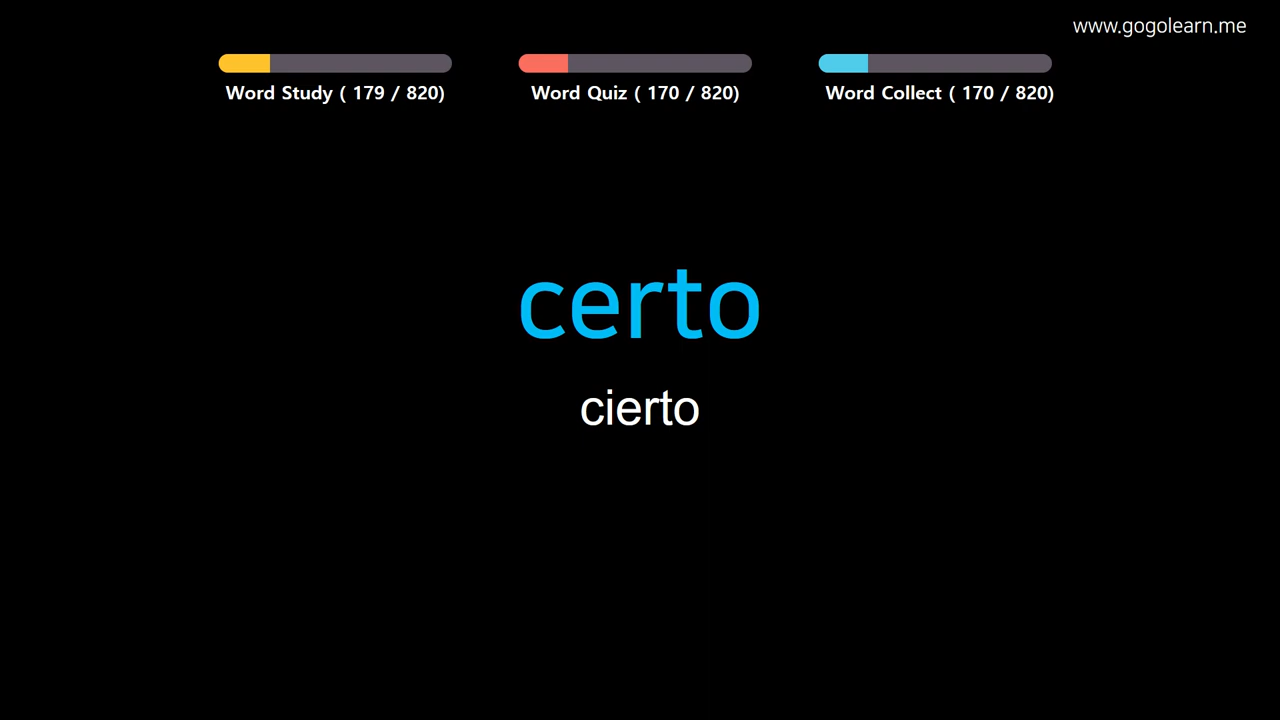 www.gogolearn.me
Word Study ( 179 / 820)
Word Quiz ( 170 / 820)
Word Collect ( 170 / 820)
certo
cierto